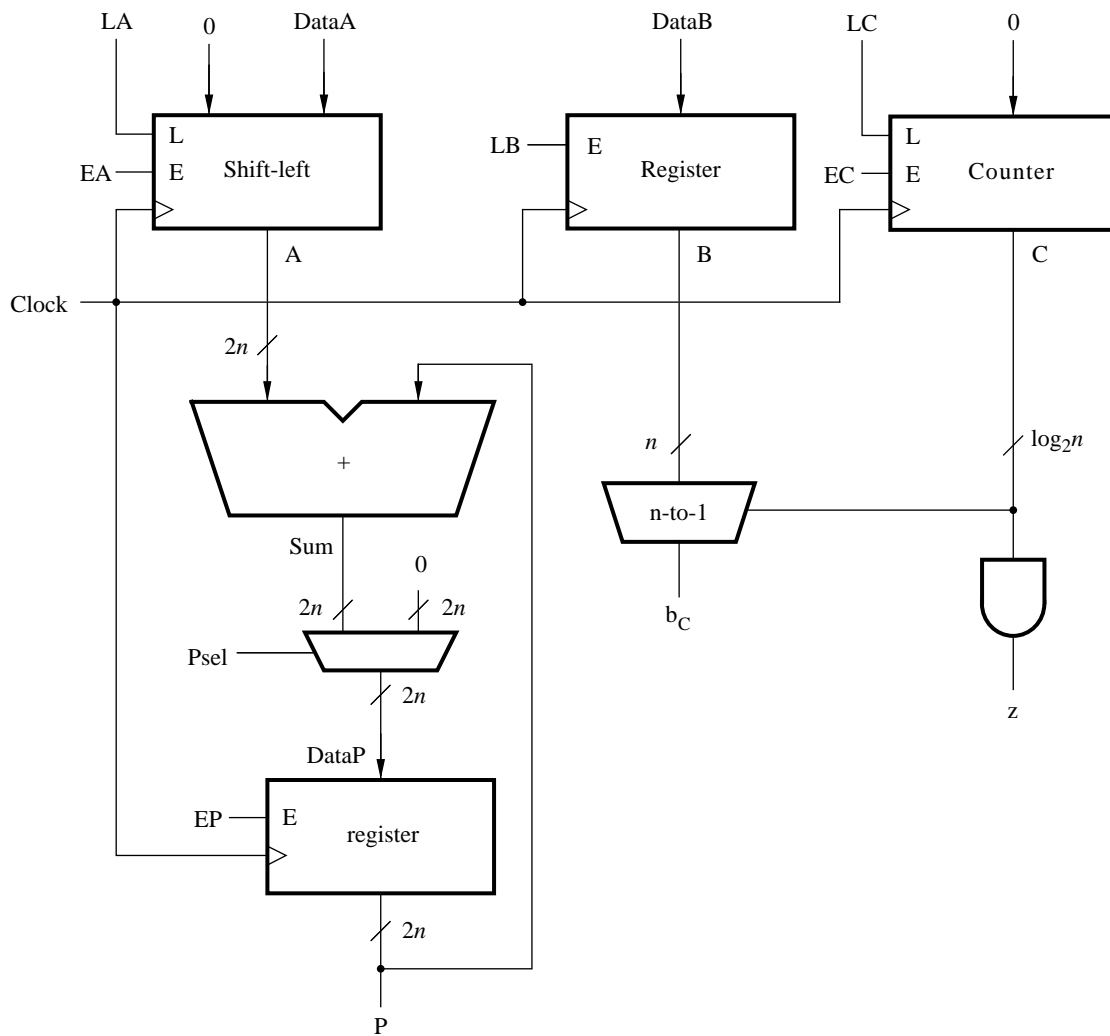 LA
0
DataA
DataB
LC
0
L
E
Shift-left
EA
LB
E
Register
L
E
Counter
EC
A
B
C
Clock
2n
n
log2n
+
n-to-1
Sum
0
bC
2n
2n
Psel
2n
z
DataP
EP
E
register
2n
P